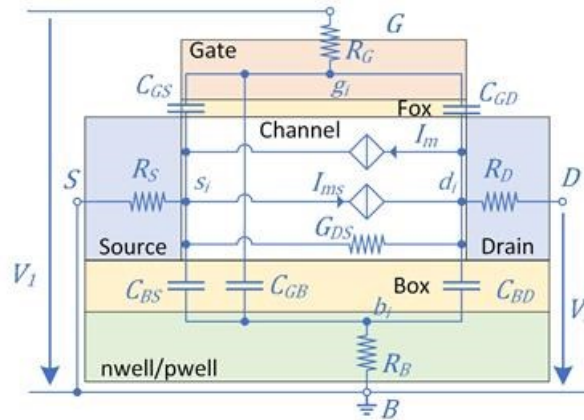 G
Gate
R_G
C_GS
g_i
C_GD
Fox
Channel
I_m
R_S
R_D
S
s_i
I_ms
d_i
D
G_DS
Source
Drain
V_1
C_BS
C_GB
Box
C_BD
V
b_i
nwell/pwell
R_B
B